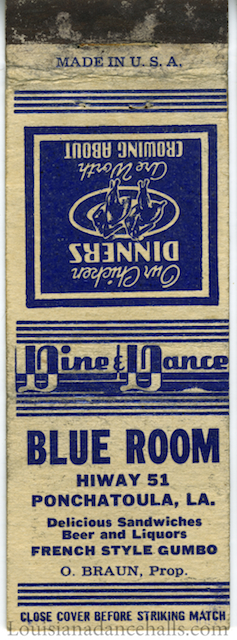 MADE IN U. S. A.
Our Chicken
DINNERS
Are Worth
CROWING ABOUT
Dine & Dance
BLUE ROOM
HIWAY 51
PONCHATOULA, LA.
Delicious Sandwiches
Beer and Liquors
FRENCH STYLE GUMBO
O. BRAUN, Prop.
CLOSE COVER BEFORE STRIKING MATCH
Louisianadancehalls.com